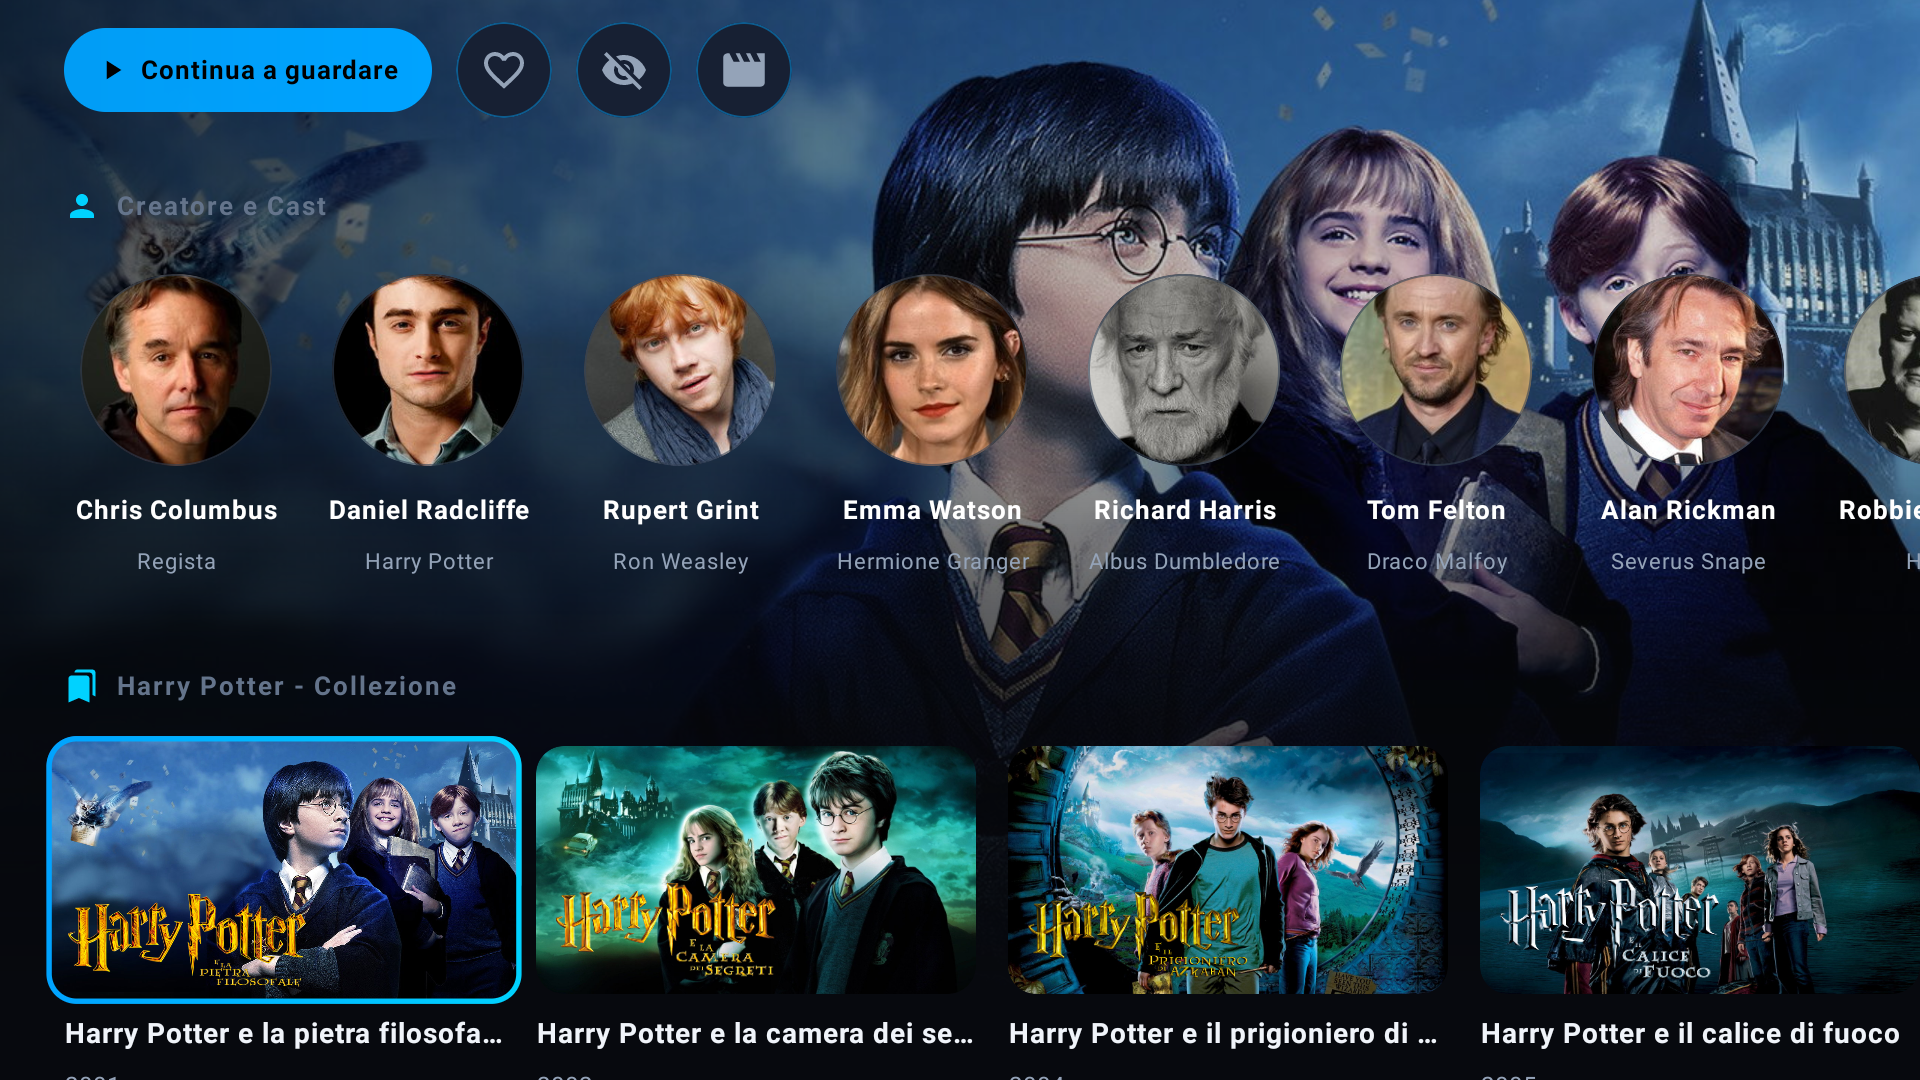 Continua a guardare
Creatore e Cast
Chris Columbus
Regista
Daniel Radcliffe
Harry Potter
Rupert Grint
Ron Weasley
Emma Watson
Hermione Granger
Richard Harris
Albus Dumbledore
Tom Felton
Draco Malfoy
Alan Rickman
Severus Snape
Robbie
H
Harry Potter - Collezione
Harry Potter
E LA
PIETRA
FILOSOFALE
Harry Potter
E LA
CAMERA
DEI SEGRETI
Harry Potter
E IL
PRIGIONIERO
DI AZKABAN
Harry Potter
E IL
CALICE
DI FUOCO
Harry Potter e la pietra filosofa...
Harry Potter e la camera dei se...
Harry Potter e il prigioniero di ...
Harry Potter e il calice di fuoco